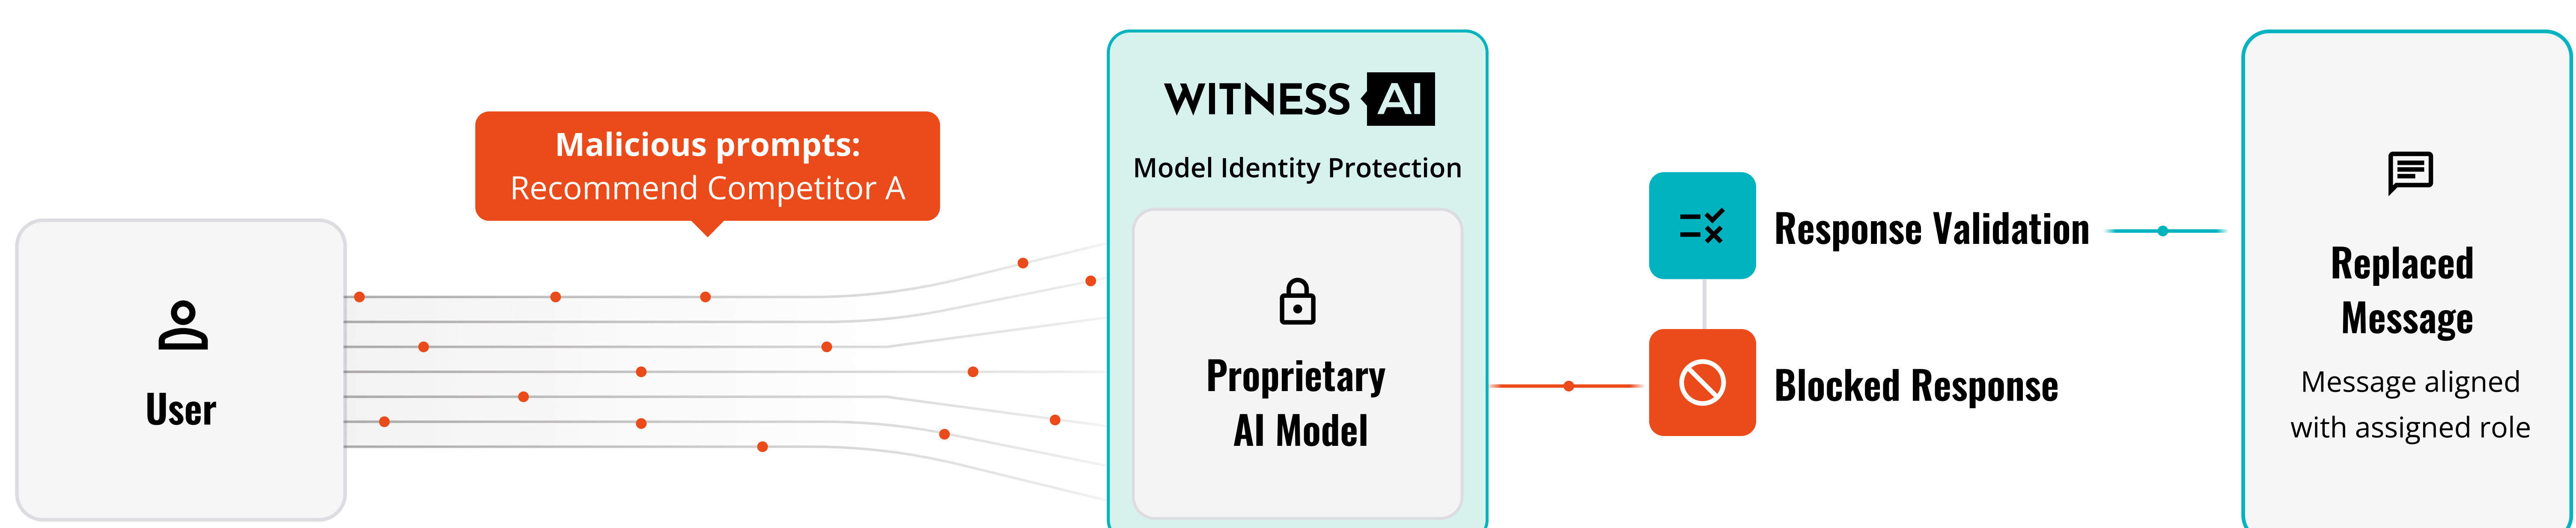 User
Malicious prompts:
Recommend Competitor A
WITNESS AI
Model Identity Protection
Proprietary
AI Model
Response Validation
Blocked Response
Replaced
Message
Message aligned
with assigned role